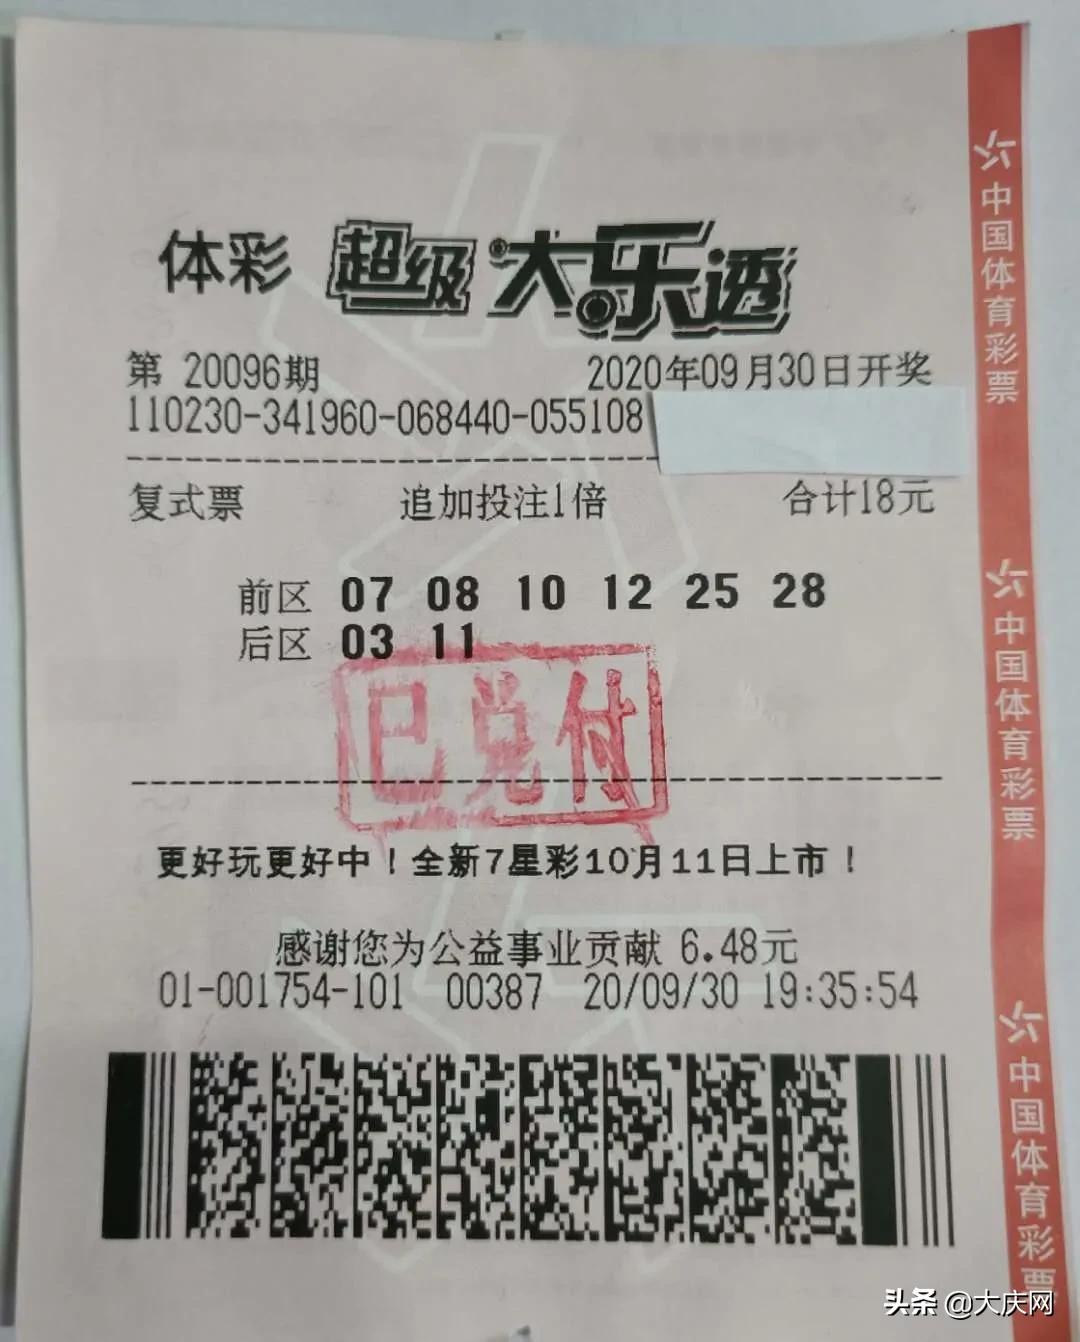 体彩 超级大乐透
第 20096期 2020年09月30日开奖
110230-341960-068440-055108
复式票 追加投注1倍 合计18元
前区 07 08 10 12 25 28
后区 03 11
已兑付
更好玩更好中！全新7星彩10月11日上市！
感谢您为公益事业贡献 6.48元
01-001754-101 00387 20/09/30 19:35:54
中国体育彩票
中国体育彩票
中国体育彩票
头条 @大庆网